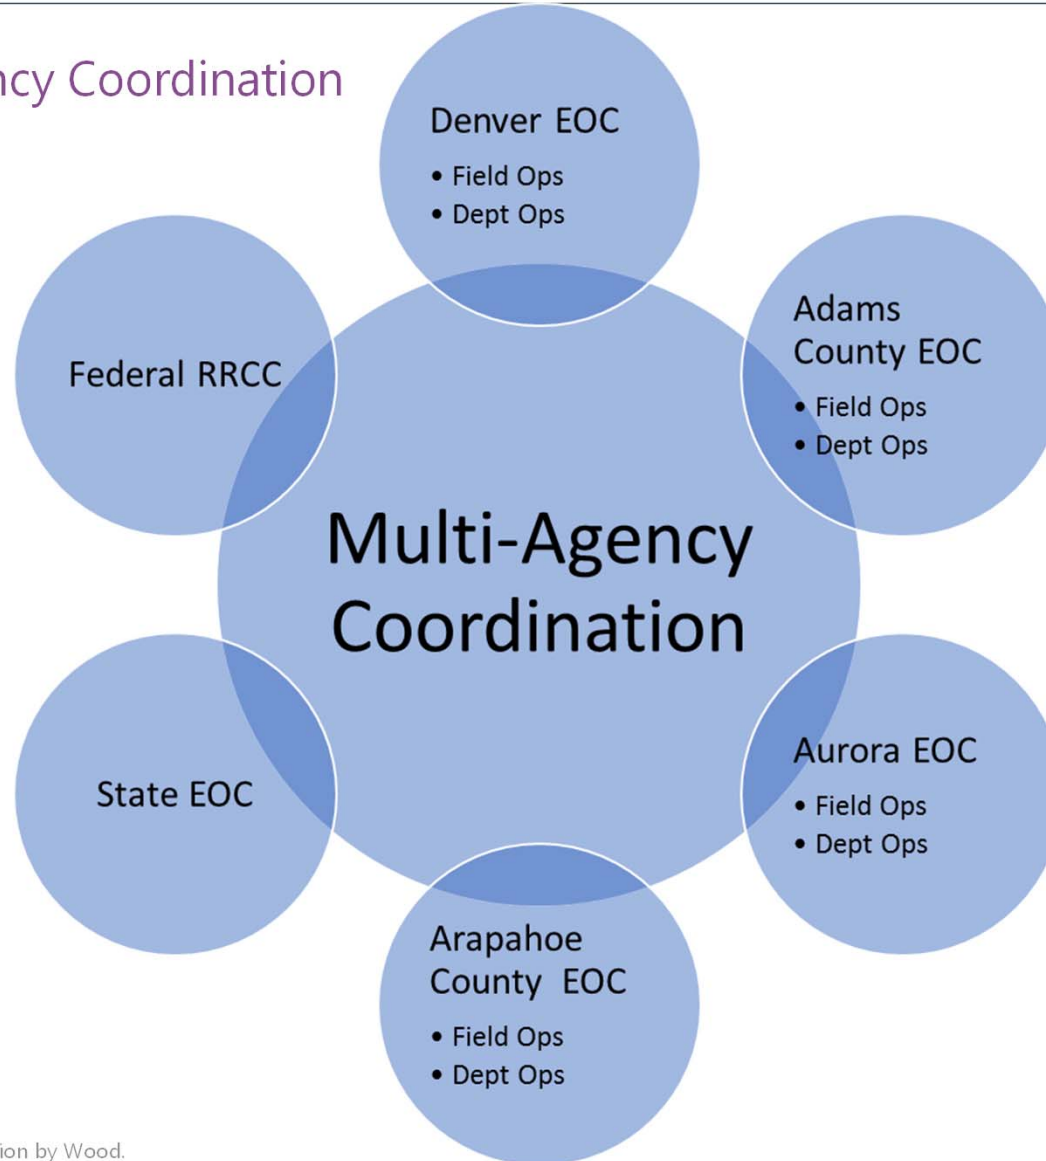 ncy Coordination
Denver EOC
• Field Ops
• Dept Ops
Adams
County EOC
• Field Ops
• Dept Ops
Federal RRCC
Multi-Agency
Coordination
Aurora EOC
• Field Ops
• Dept Ops
State EOC
Arapahoe
County EOC
• Field Ops
• Dept Ops
ion by Wood.